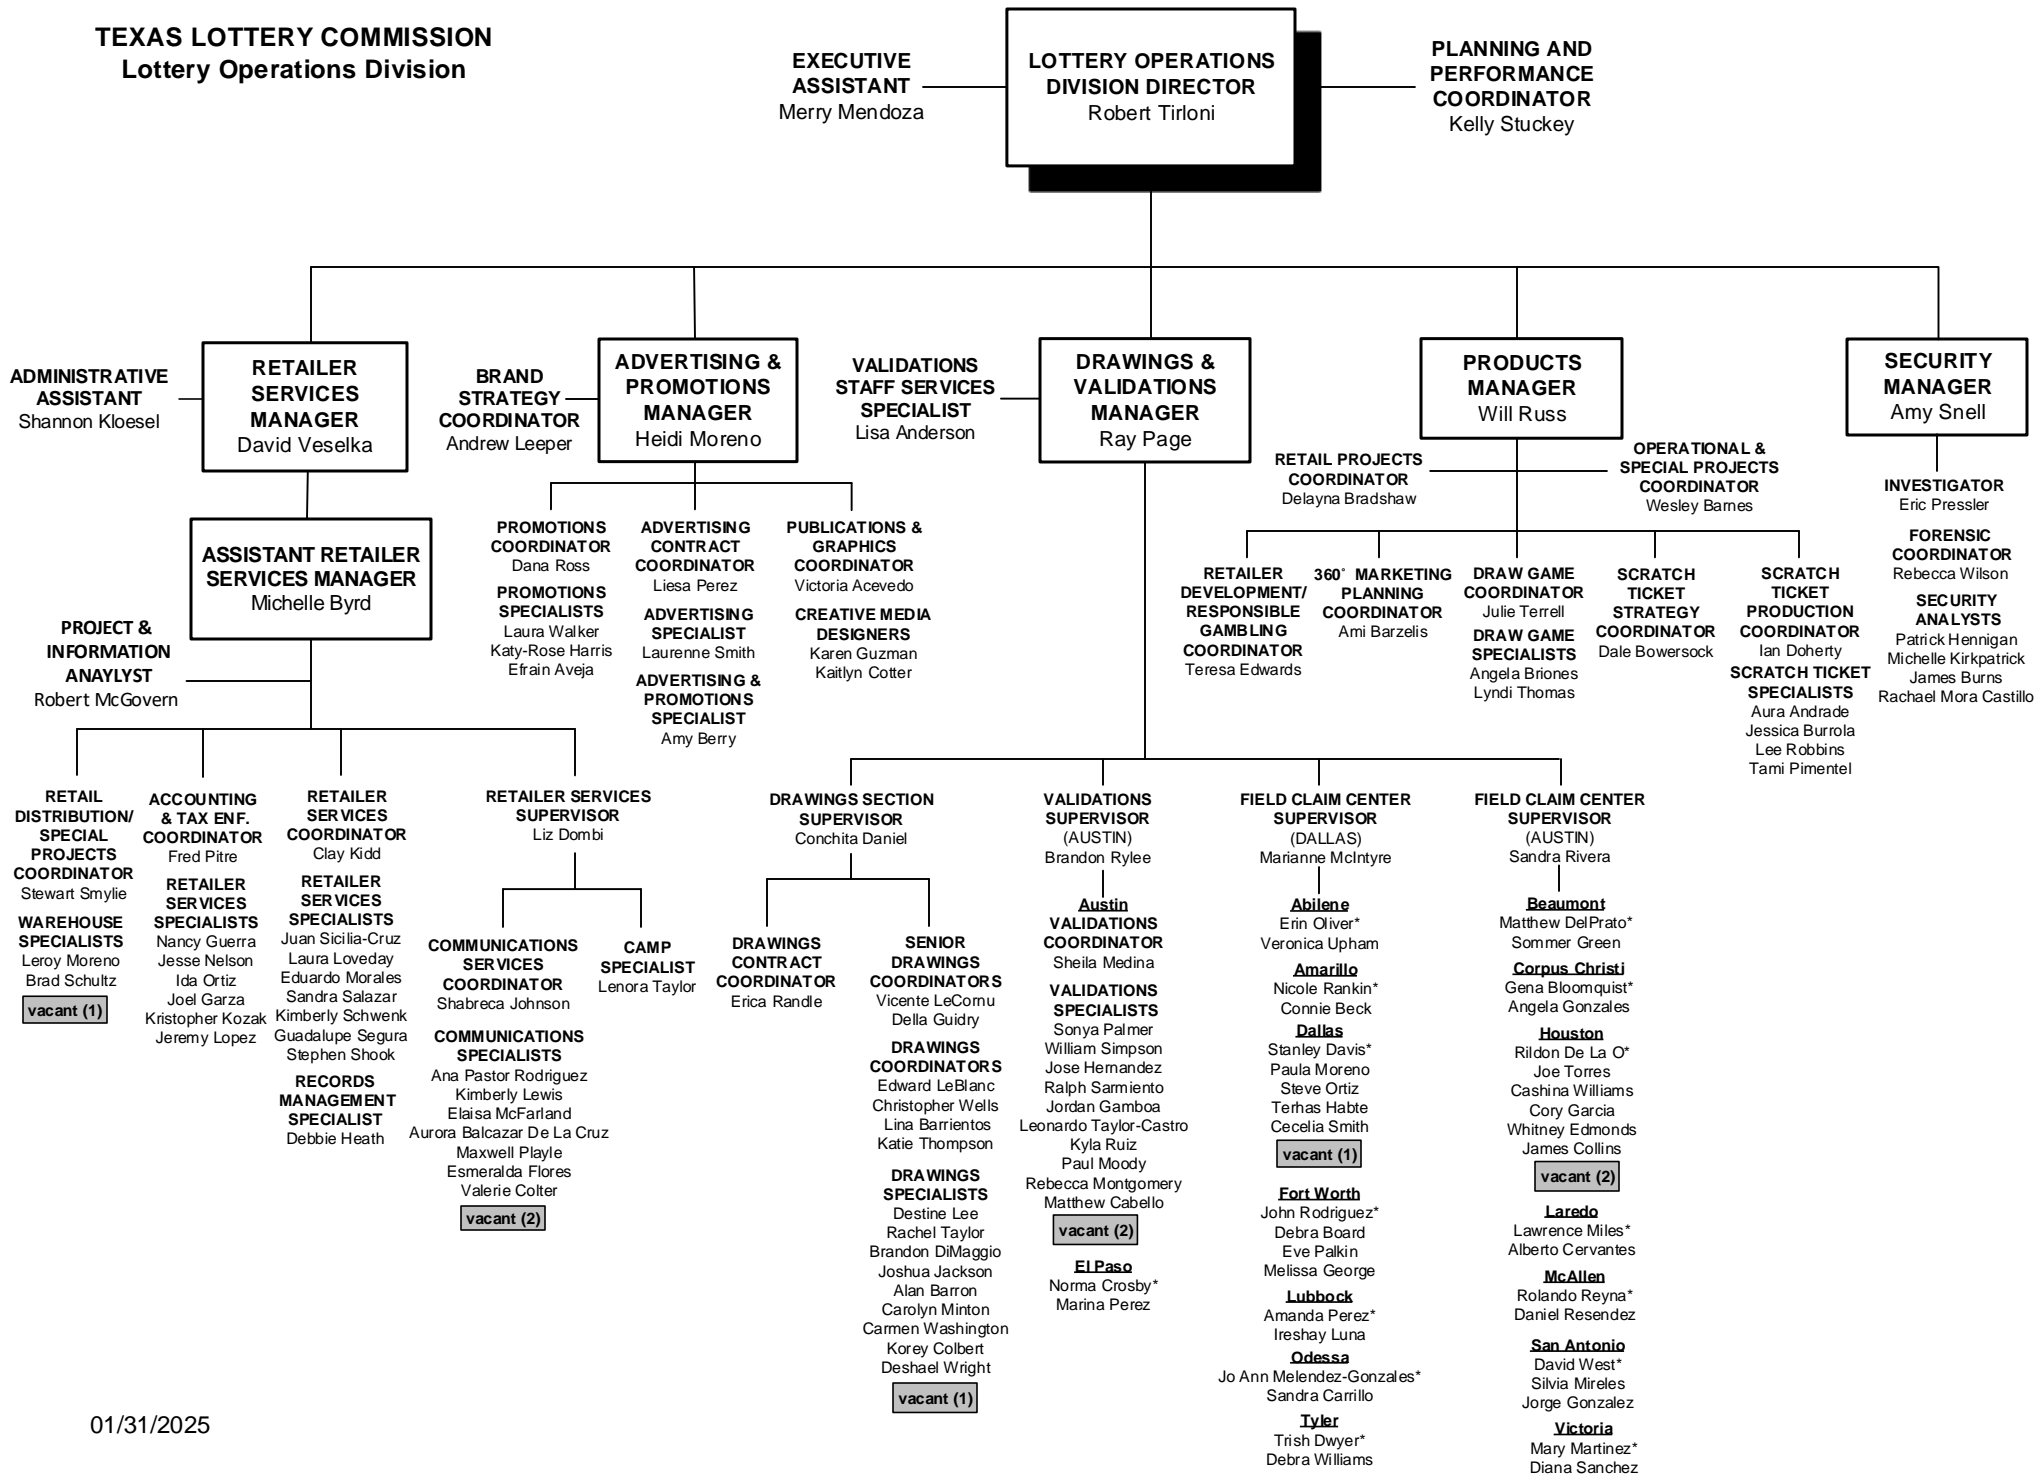 TEXAS LOTTERY COMMISSION
Lottery Operations Division
EXECUTIVE
ASSISTANT
Merry Mendoza
LOTTERY OPERATIONS
DIVISION DIRECTOR
Robert Tirloni
PLANNING AND
PERFORMANCE
COORDINATOR
Kelly Stuckey
ADMINISTRATIVE
ASSISTANT
Shannon Kloesel
RETAILER
SERVICES
MANAGER
David Veselka
BRAND
STRATEGY
COORDINATOR
Andrew Leeper
ADVERTISING &
PROMOTIONS
MANAGER
Heidi Moreno
VALIDATIONS
STAFF SERVICES
SPECIALIST
Lisa Anderson
DRAWINGS &
VALIDATIONS
MANAGER
Ray Page
PRODUCTS
MANAGER
Will Russ
SECURITY
MANAGER
Amy Snell
ASSISTANT RETAILER
SERVICES MANAGER
Michelle Byrd
PROJECT &
INFORMATION
ANAYLYST
Robert McGovern
PROMOTIONS
COORDINATOR
Dana Ross
PROMOTIONS
SPECIALISTS
Laura Walker
Katy-Rose Harris
Efrain Aveja
ADVERTISING
CONTRACT
COORDINATOR
Liesa Perez
ADVERTISING
SPECIALIST
Laurenne Smith
ADVERTISING &
PROMOTIONS
SPECIALIST
Amy Berry
PUBLICATIONS &
GRAPHICS
COORDINATOR
Victoria Acevedo
CREATIVE MEDIA
DESIGNERS
Karen Guzman
Kaitlyn Cotter
RETAIL PROJECTS
COORDINATOR
Delayna Bradshaw
OPERATIONAL &
SPECIAL PROJECTS
COORDINATOR
Wesley Barnes
RETAILER
DEVELOPMENT/
RESPONSIBLE
GAMBLING
COORDINATOR
Teresa Edwards
360° MARKETING
PLANNING
COORDINATOR
Ami Barzelis
DRAW GAME
COORDINATOR
Julie Terrell
DRAW GAME
SPECIALISTS
Angela Briones
Lyndi Thomas
SCRATCH
TICKET
STRATEGY
COORDINATOR
Dale Bowersock
SCRATCH
TICKET
PRODUCTION
COORDINATOR
Ian Doherty
SCRATCH TICKET
SPECIALISTS
Aura Andrade
Jessica Burrola
Lee Robbins
Tami Pimentel
INVESTIGATOR
Eric Pressler
FORENSIC
COORDINATOR
Rebecca Wilson
SECURITY
ANALYSTS
Patrick Hennigan
Michelle Kirkpatrick
James Burns
Rachael Mora Castillo
RETAIL
DISTRIBUTION/
SPECIAL
PROJECTS
COORDINATOR
Stewart Smylie
WAREHOUSE
SPECIALISTS
Leroy Moreno
Brad Schultz
vacant (1)
ACCOUNTING
& TAX ENF.
COORDINATOR
Fred Pitre
RETAILER
SERVICES
SPECIALISTS
Nancy Guerra
Jesse Nelson
Ida Ortiz
Joel Garza
Kristopher Kozak
Jeremy Lopez
RETAILER
SERVICES
COORDINATOR
Clay Kidd
RETAILER
SERVICES
SPECIALISTS
Juan Sicilia-Cruz
Laura Loveday
Eduardo Morales
Sandra Salazar
Kimberly Schwenk
Guadalupe Segura
Stephen Shook
RECORDS
MANAGEMENT
SPECIALIST
Debbie Heath
RETAILER SERVICES
SUPERVISOR
Liz Dombi
COMMUNICATIONS
SERVICES
COORDINATOR
Shabreca Johnson
COMMUNICATIONS
SPECIALISTS
Ana Pastor Rodriguez
Kimberly Lewis
Elaisa McFarland
Aurora Balcazar De La Cruz
Maxwell Playle
Esmeralda Flores
Valerie Colter
vacant (2)
CAMP
SPECIALIST
Lenora Taylor
DRAWINGS SECTION
SUPERVISOR
Conchita Daniel
DRAWINGS
CONTRACT
COORDINATOR
Erica Randle
SENIOR
DRAWINGS
COORDINATORS
Vicente LeCornu
Della Guidry
DRAWINGS
COORDINATORS
Edward LeBlanc
Christopher Wells
Lina Barrientos
Katie Thompson
DRAWINGS
SPECIALISTS
Destine Lee
Rachel Taylor
Brandon DiMaggio
Joshua Jackson
Alan Barron
Carolyn Minton
Carmen Washington
Korey Colbert
Deshael Wright
vacant (1)
VALIDATIONS
SUPERVISOR
(AUSTIN)
Brandon Rylee
Austin
VALIDATIONS
COORDINATOR
Sheila Medina
VALIDATIONS
SPECIALISTS
Sonya Palmer
William Simpson
Jose Hernandez
Ralph Sarmiento
Jordan Gamboa
Leonardo Taylor-Castro
Kyla Ruiz
Paul Moody
Rebecca Montgomery
Matthew Cabello
vacant (2)
El Paso
Norma Crosby*
Marina Perez
FIELD CLAIM CENTER
SUPERVISOR
(DALLAS)
Marianne McIntyre
Abilene
Erin Oliver*
Veronica Upham
Amarillo
Nicole Rankin*
Connie Beck
Dallas
Stanley Davis*
Paula Moreno
Steve Ortiz
Terhas Habte
Cecelia Smith
vacant (1)
Fort Worth
John Rodriguez*
Debra Board
Eve Palkin
Melissa George
Lubbock
Amanda Perez*
Ireshay Luna
Odessa
Jo Ann Melendez-Gonzales*
Sandra Carrillo
Tyler
Trish Dwyer*
Debra Williams
FIELD CLAIM CENTER
SUPERVISOR
(AUSTIN)
Sandra Rivera
Beaumont
Matthew DelPrato*
Sommer Green
Corpus Christi
Gena Bloomquist*
Angela Gonzales
Houston
Rildon De La O*
Joe Torres
Cashina Williams
Cory Garcia
Whitney Edmonds
James Collins
vacant (2)
Laredo
Lawrence Miles*
Alberto Cervantes
McAllen
Rolando Reyna*
Daniel Resendez
San Antonio
David West*
Silvia Mireles
Jorge Gonzalez
Victoria
Mary Martinez*
Diana Sanchez
01/31/2025